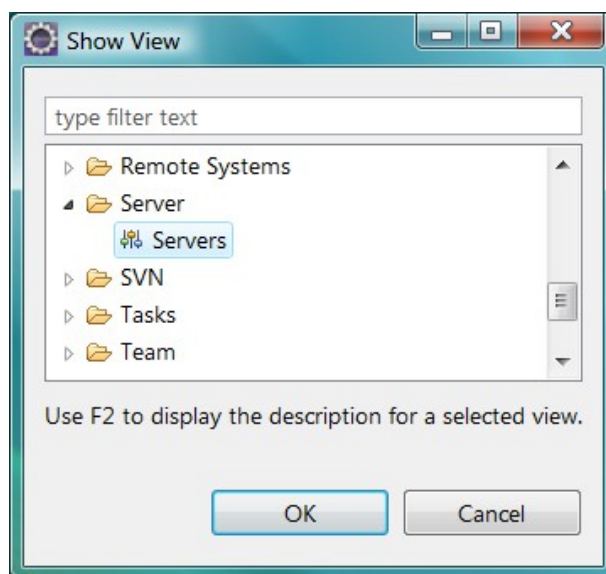 Show View
type filter text
Remote Systems
Server
Servers
SVN
Tasks
Team
Use F2 to display the description for a selected view.
OK Cancel